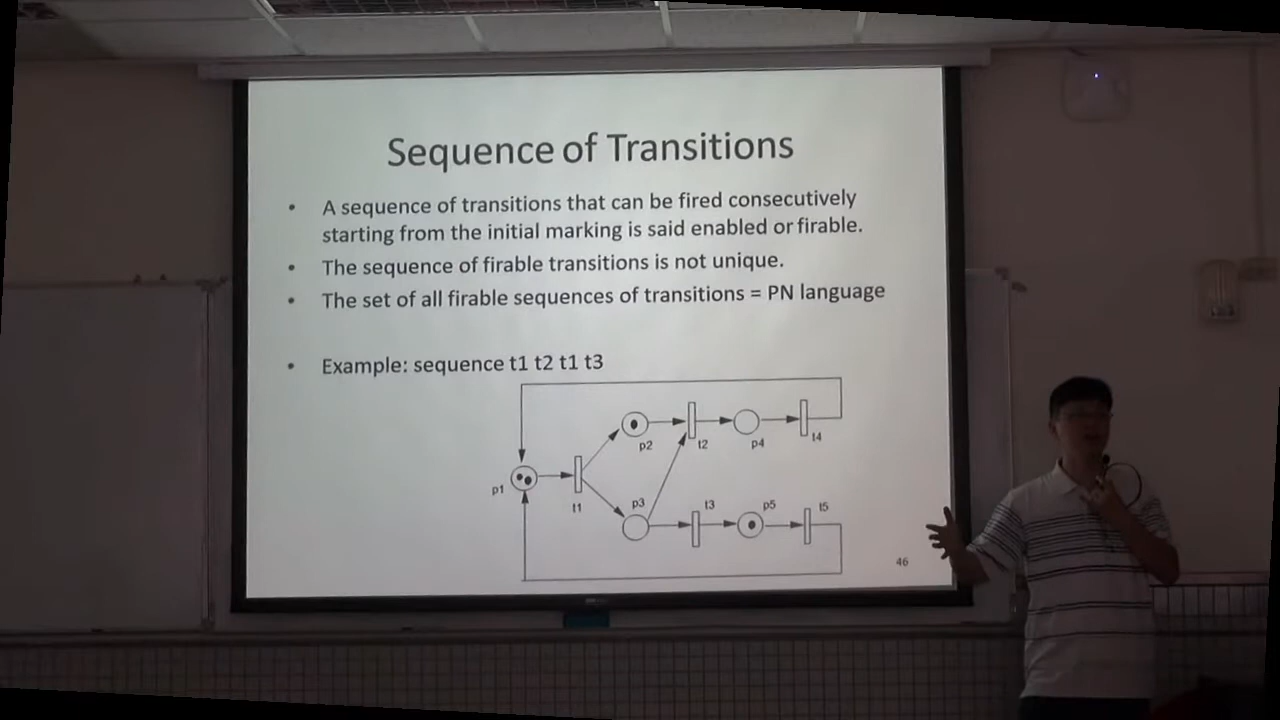 Sequence of Transitions
• A sequence of transitions that can be fired consecutively
starting from the initial marking is said enabled or firable.
• The sequence of firable transitions is not unique.
• The set of all firable sequences of transitions = PN language
• Example: sequence t1 t2 t1 t3
p2
t2
p4
t4
p1
t1
p3
t3
p5
t5
46